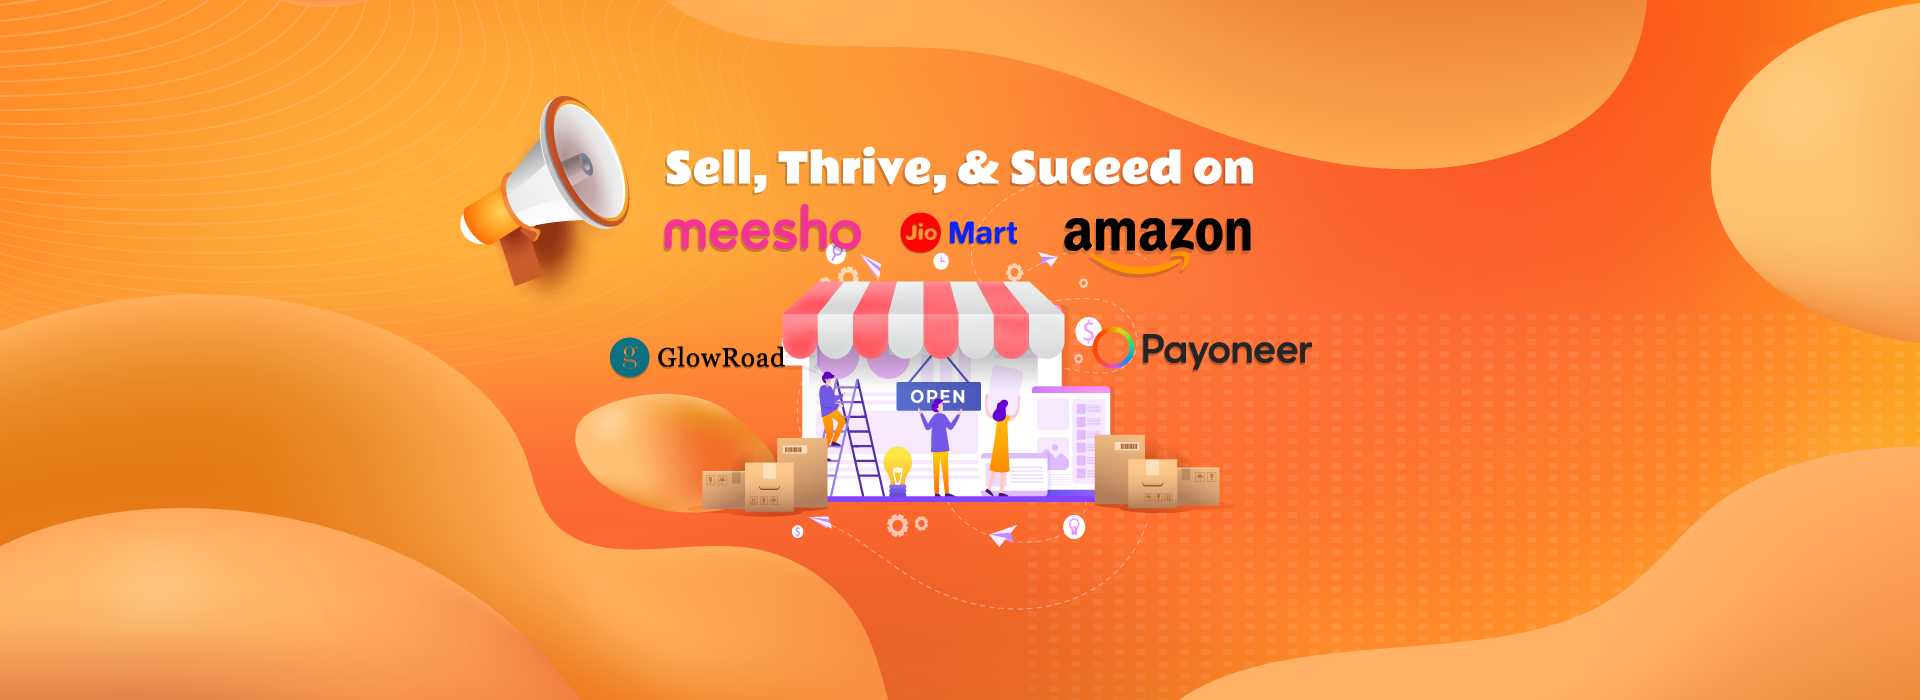 Sell, Thrive, & Suceed on
meesho
Jio Mart
amazon
g GlowRoad
Payoneer
OPEN